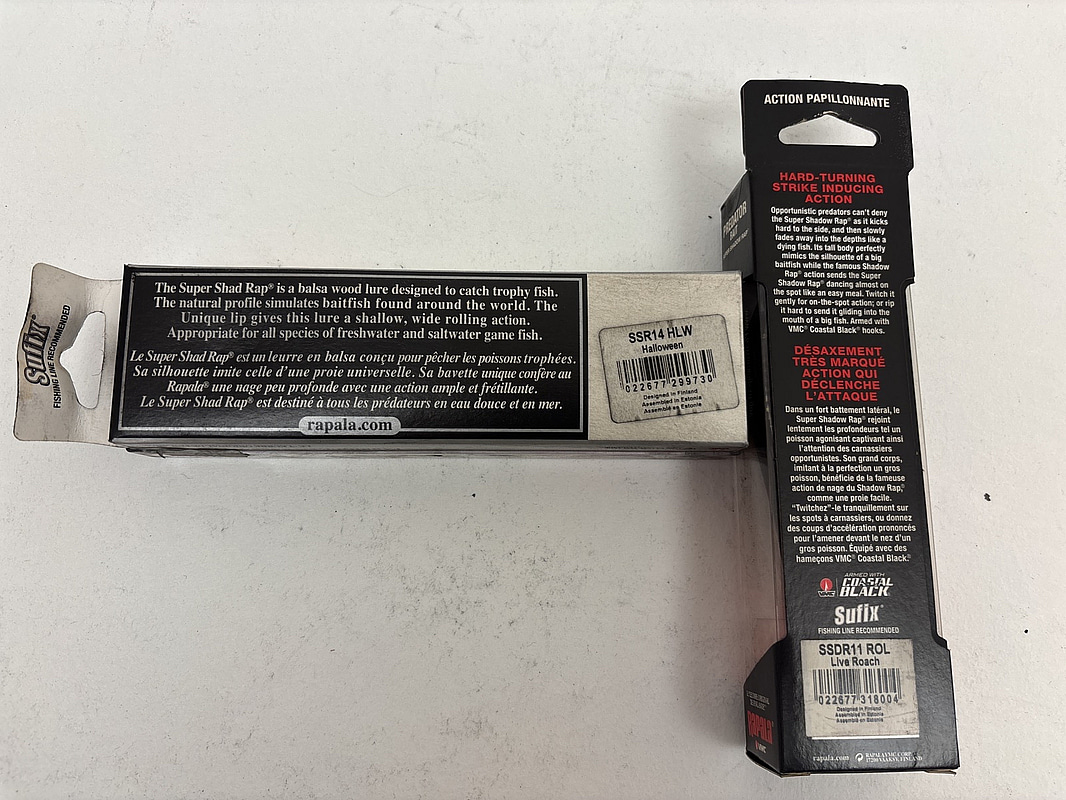 Sufix
FISHING LINE RECOMMENDED
The Super Shad Rap® is a balsa wood lure designed to catch trophy fish.
The natural profile simulates baitfish found around the world. The
Unique lip gives this lure a shallow, wide rolling action.
Appropriate for all species of freshwater and saltwater game fish.
Le Super Shad Rap® est un leurre en balsa conçu pour pêcher les poissons trophées.
Sa silhouette imite celle d'une proie universelle. Sa bavette unique confère au
Rapala® une nage peu profonde avec une action ample et frétillante.
Le Super Shad Rap® est destiné à tous les prédateurs en eau douce et en mer.
rapala.com
SSR14 HLW
Halloween
022677 299730
Designed in Finland
Assembled in Estonia
Assemblé en Estonie
ACTION PAPILLONNANTE
HARD-TURNING
STRIKE INDUCING
ACTION
Opportunistic predators can't deny
the Super Shadow Rap® as it kicks
hard to the side, and then slowly
fades away into the depths like a
dying fish. Its tall body perfectly
mimics the silhouette of a big
baitfish while the famous Shadow
Rap® action sends the Super
Shadow Rap® dancing almost on
the spot like an easy meal. Twitch it
gently for on-the-spot action; or rip
it hard to send it gliding into the
mouth of a big fish. Armed with
VMC® Coastal Black® hooks.
DÉSAXEMENT
TRÈS MARQUÉ
ACTION QUI
DÉCLENCHE
L'ATTAQUE
Dans un fort battement latéral, le
Super Shadow Rap® rejoint
lentement les profondeurs tel un
poisson agonisant captivant ainsi
l'attention des carnassiers
opportunistes. Son grand corps,
imitant à la perfection un gros
poisson, bénéficie de la fameuse
action de nage du Shadow Rap,®
comme une proie facile.
"Twitchez"-le tranquillement sur
les spots à carnassiers, ou donnez
des coups d'accélération prononcés
pour l'amener devant le nez d'un
gros poisson. Équipé avec des
hameçons VMC® Coastal Black.®
ARMED WITH
VMC COASTAL
BLACK
Sufix®
FISHING LINE RECOMMENDED
SSDR11 ROL
Live Roach
022677 318004
Designed in Finland
Assembled in Estonia
Assemblé en Estonie
rapala.com
RAPALA VMC CORP.
17200 VÄÄKSY, FINLAND
PREDATOR
BAIT
Rapala
VMC